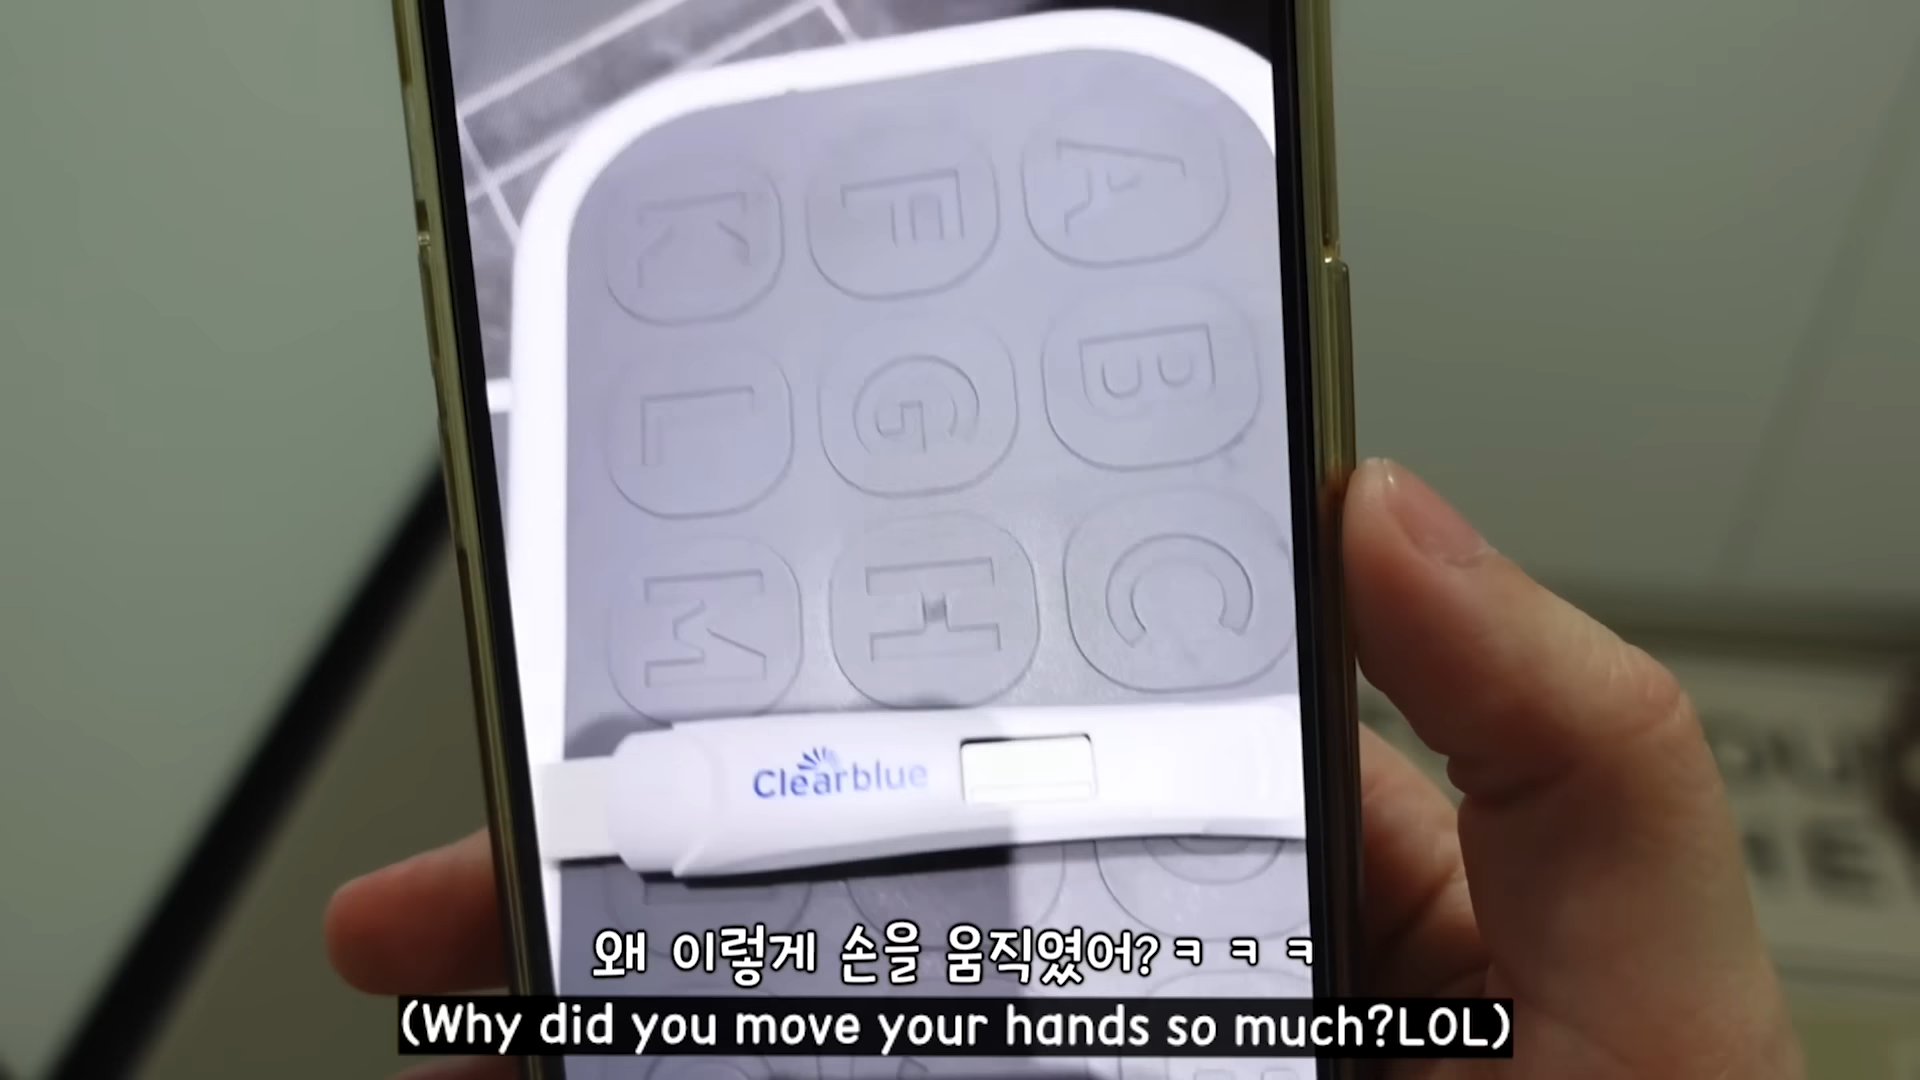 A
F
K
B
G
L
C
H
M
Clearblue
왜 이렇게 손을 움직였어?ㅋㅋㅋ
(Why did you move your hands so much?LOL)